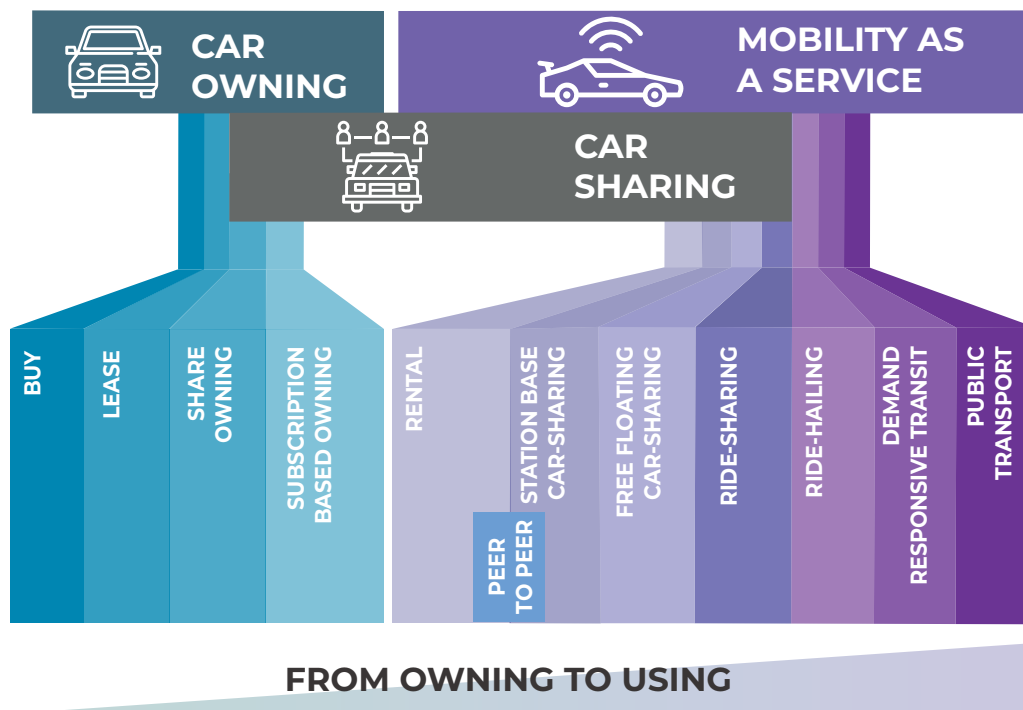 CAR
OWNING
MOBILITY AS
A SERVICE
CAR
SHARING
BUY
LEASE
SHARE
OWNING
SUBSCRIPTION
BASED OWNING
RENTAL
STATION BASE
CAR-SHARING
PEER
TO PEER
FREE FLOATING
CAR-SHARING
RIDE-SHARING
RIDE-HAILING
DEMAND
RESPONSIVE TRANSIT
PUBLIC
TRANSPORT
FROM OWNING TO USING